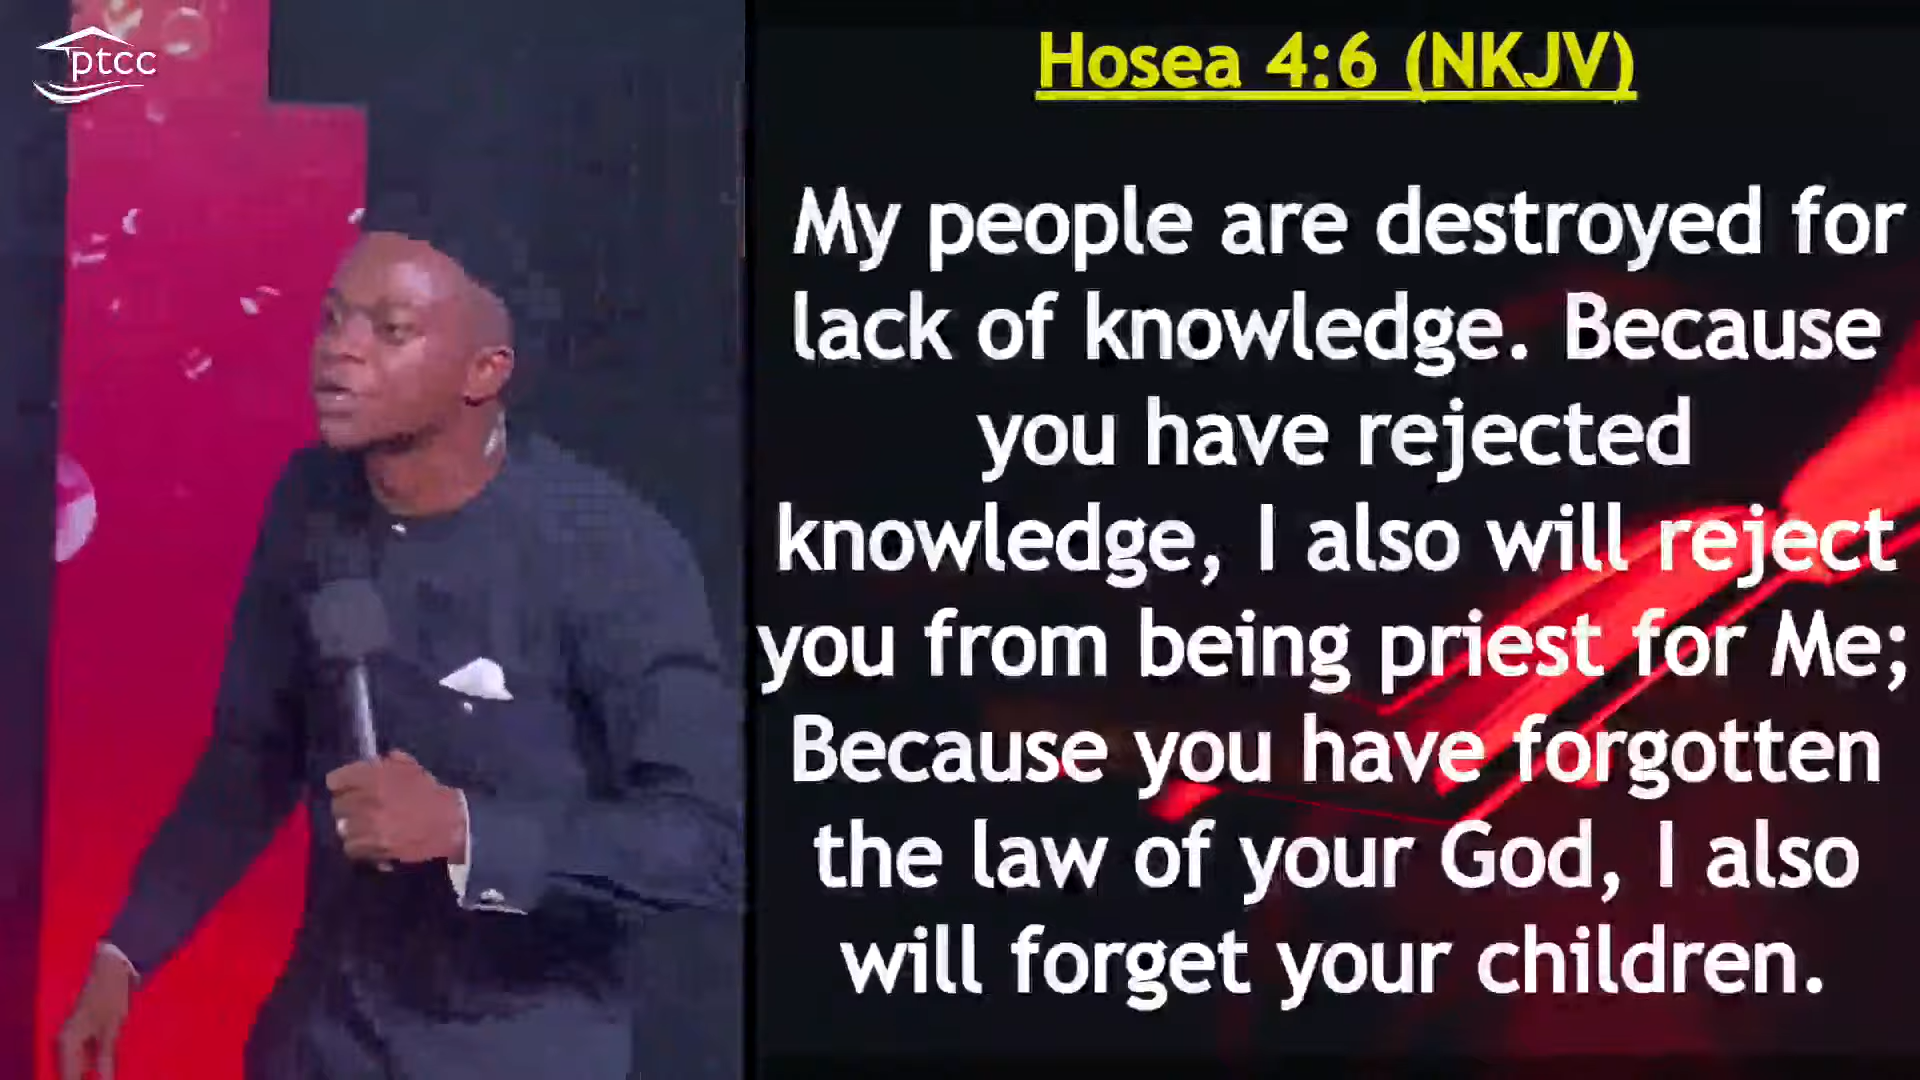 ptcc
Hosea 4:6 (NKJV)
My people are destroyed for
lack of knowledge. Because
you have rejected
knowledge, I also will reject
you from being priest for Me;
Because you have forgotten
the law of your God, I also
will forget your children.